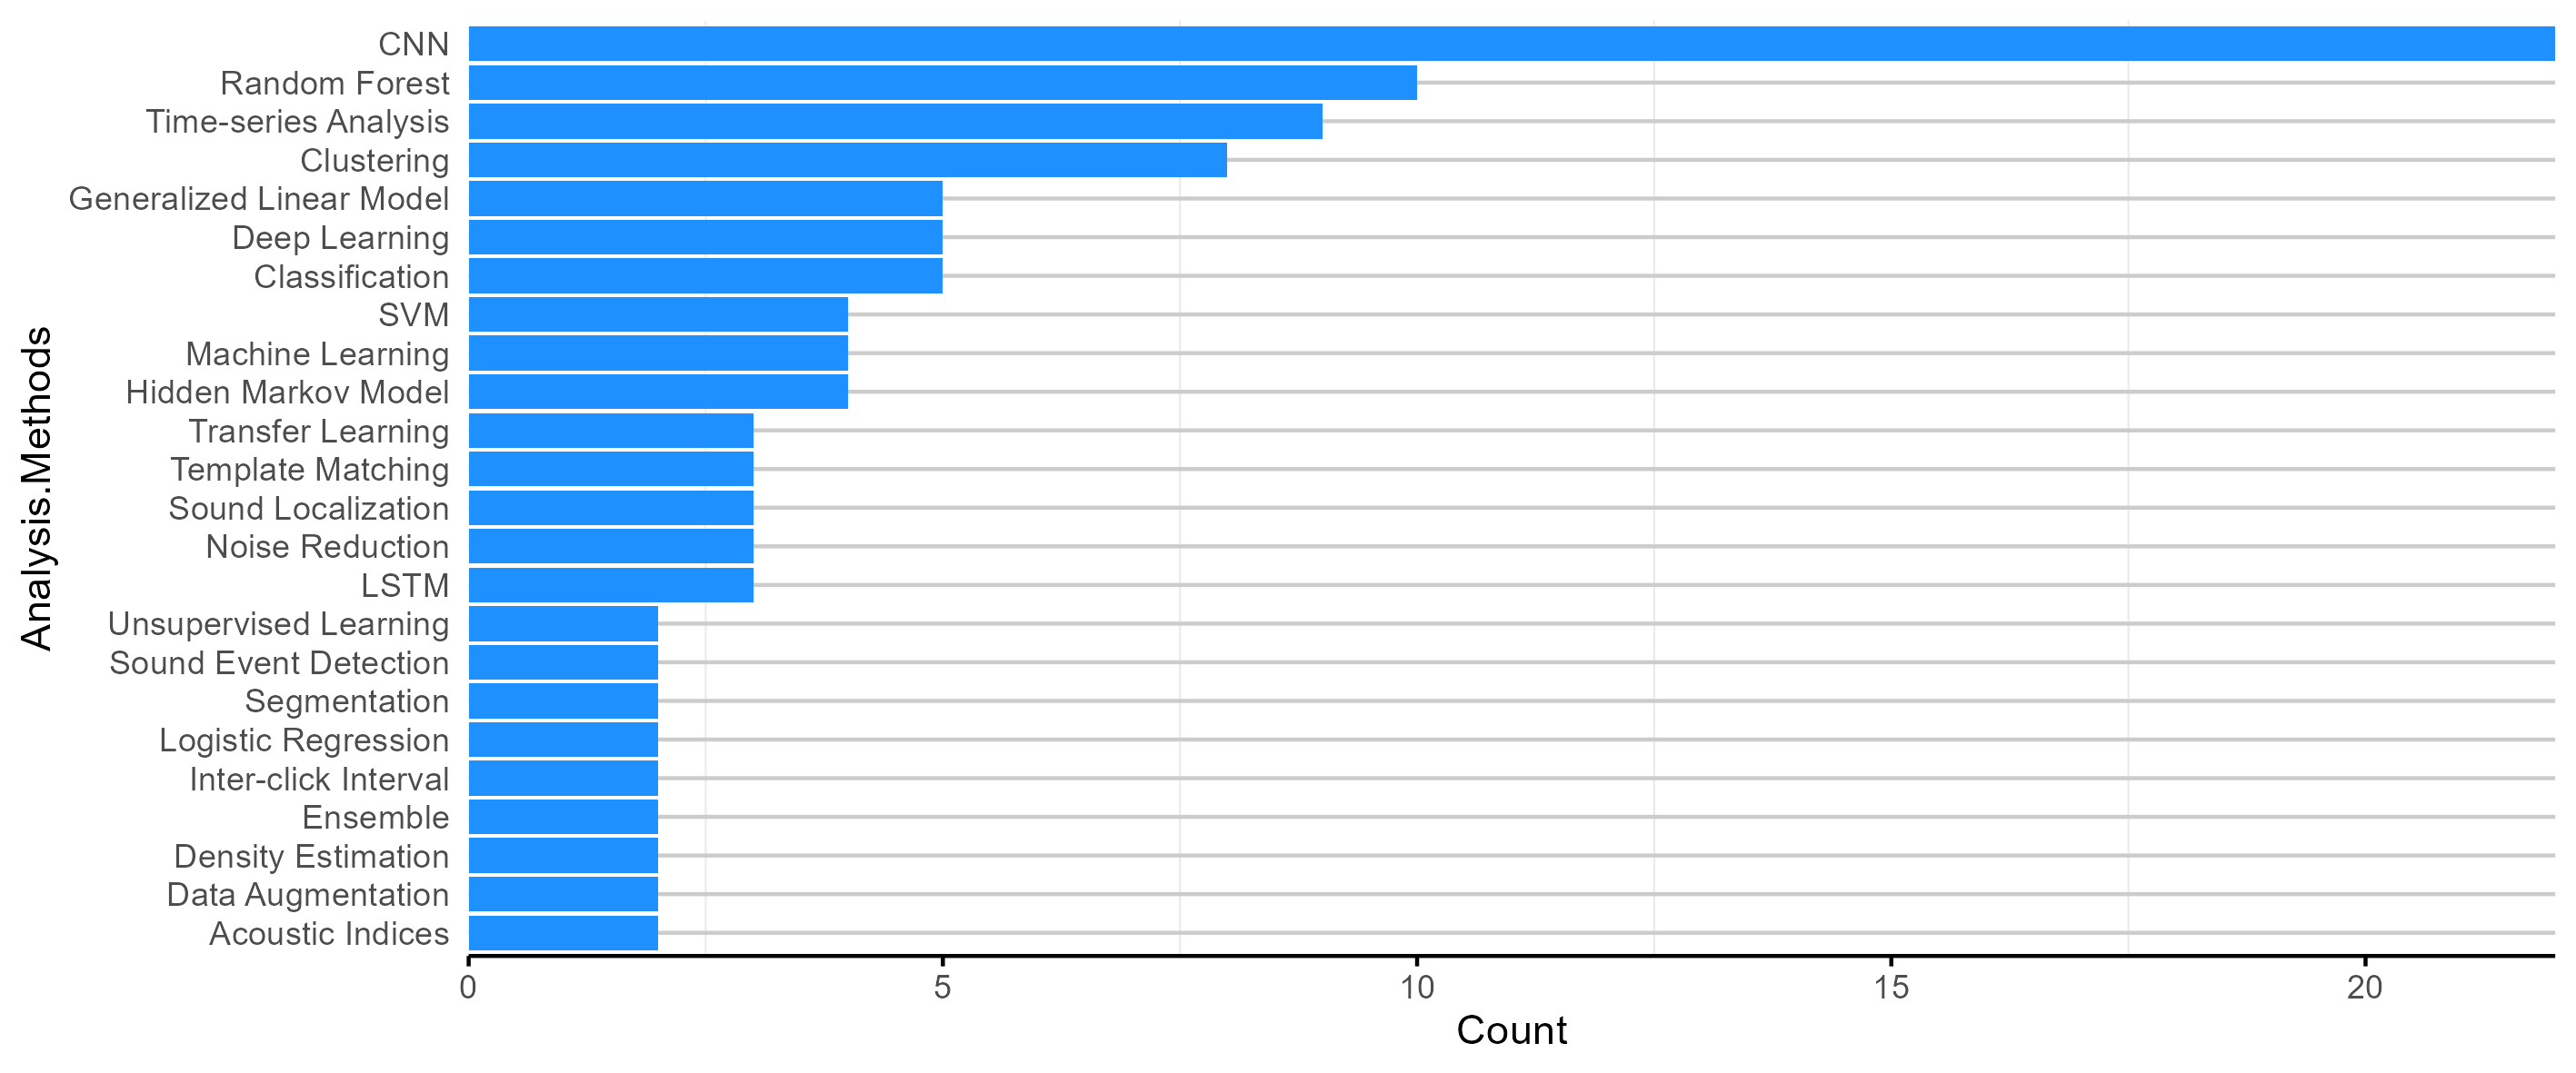 CNN
Random Forest
Time-series Analysis
Clustering
Generalized Linear Model
Deep Learning
Classification
SVM
Machine Learning
Hidden Markov Model
Transfer Learning
Template Matching
Sound Localization
Noise Reduction
LSTM
Unsupervised Learning
Sound Event Detection
Segmentation
Logistic Regression
Inter-click Interval
Ensemble
Density Estimation
Data Augmentation
Acoustic Indices
Analysis.Methods
0 5 10 15 20
Count